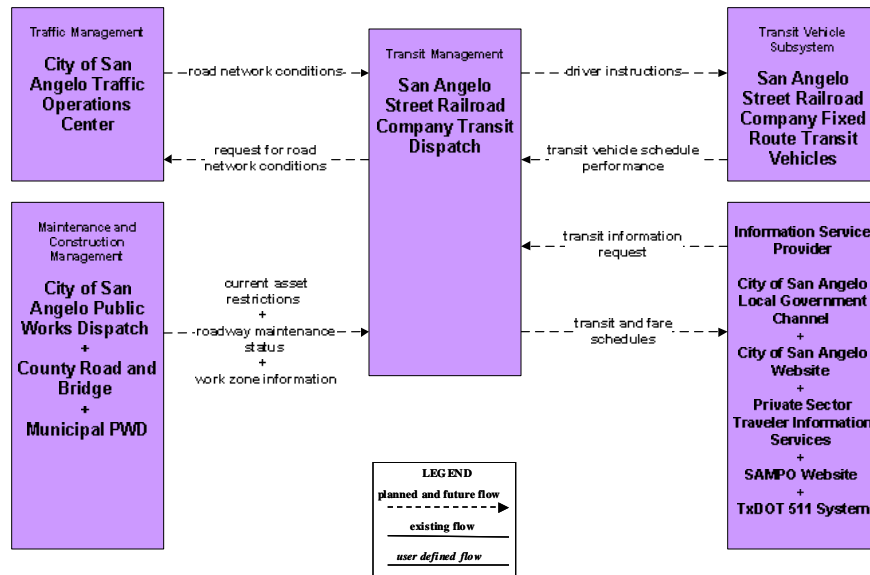 Traffic Management
City of San
Angelo Traffic
Operations
Center
road network conditions
request for road
network conditions
Transit Management
San Angelo
Street Railroad
Company Transit
Dispatch
driver instructions
transit vehicle schedule
performance
Transit Vehicle
Subsystem
San Angelo
Street Railroad
Company Fixed
Route Transit
Vehicles
Maintenance and
Construction
Management
City of San
Angelo Public
Works Dispatch
+
County Road and
Bridge
+
Municipal PWD
current asset
restrictions
+
roadway maintenance
status
+
work zone information
transit information
request
transit and fare
schedules
Information Service
Provider
City of San Angelo
Local Government
Channel
+
City of San Angelo
Website
+
Private Sector
Traveler Information
Services
+
SAMPO Website
+
TxDOT 511 System
LEGEND
planned and future flow
existing flow
user defined flow